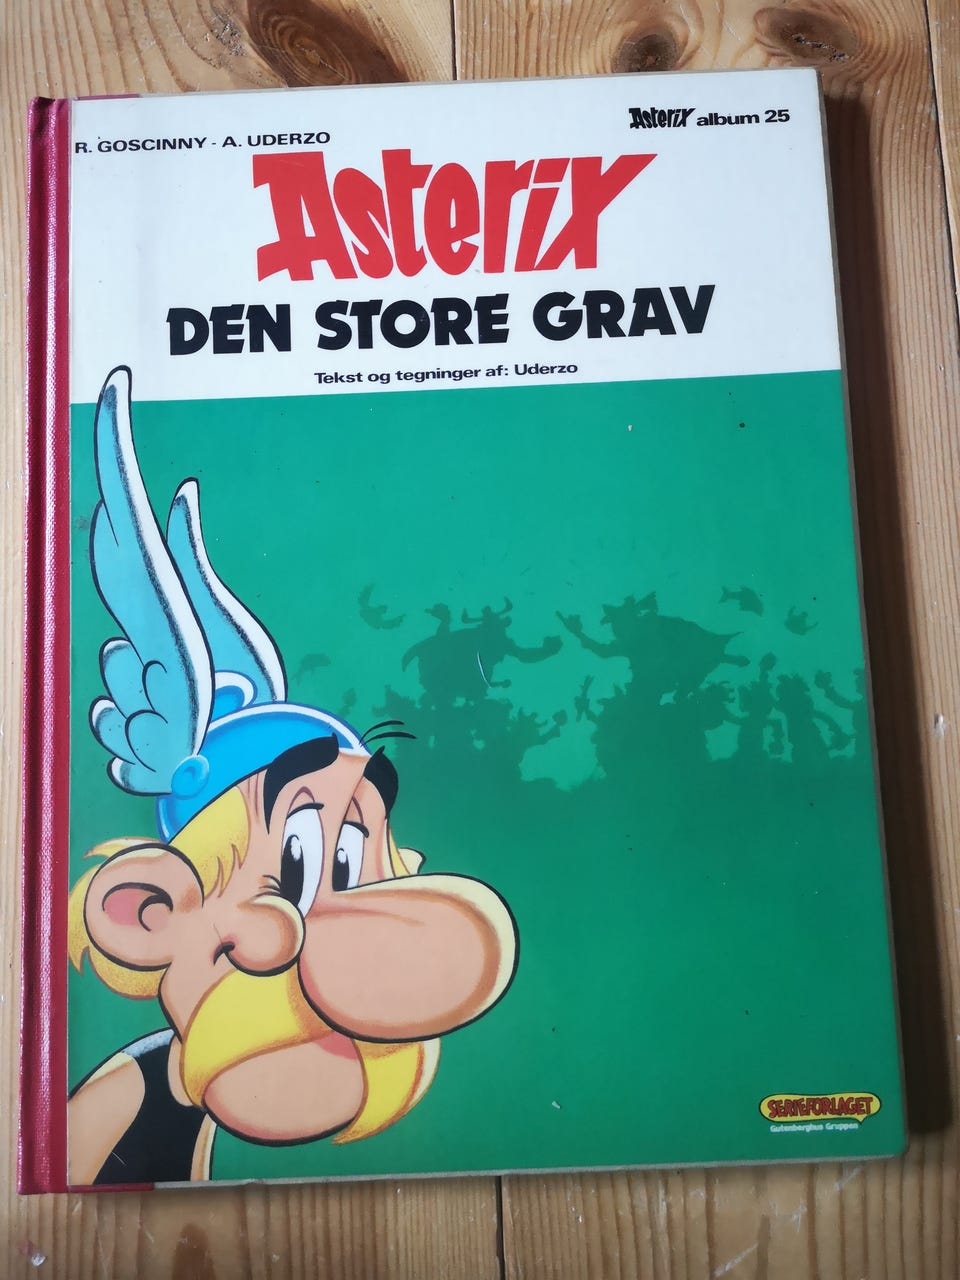 R. GOSCINNY - A. UDERZO
Asterix album 25
Asterix
DEN STORE GRAV
Tekst og tegninger af: Uderzo
SERIEFORLAGET
Gutenberghus Gruppen